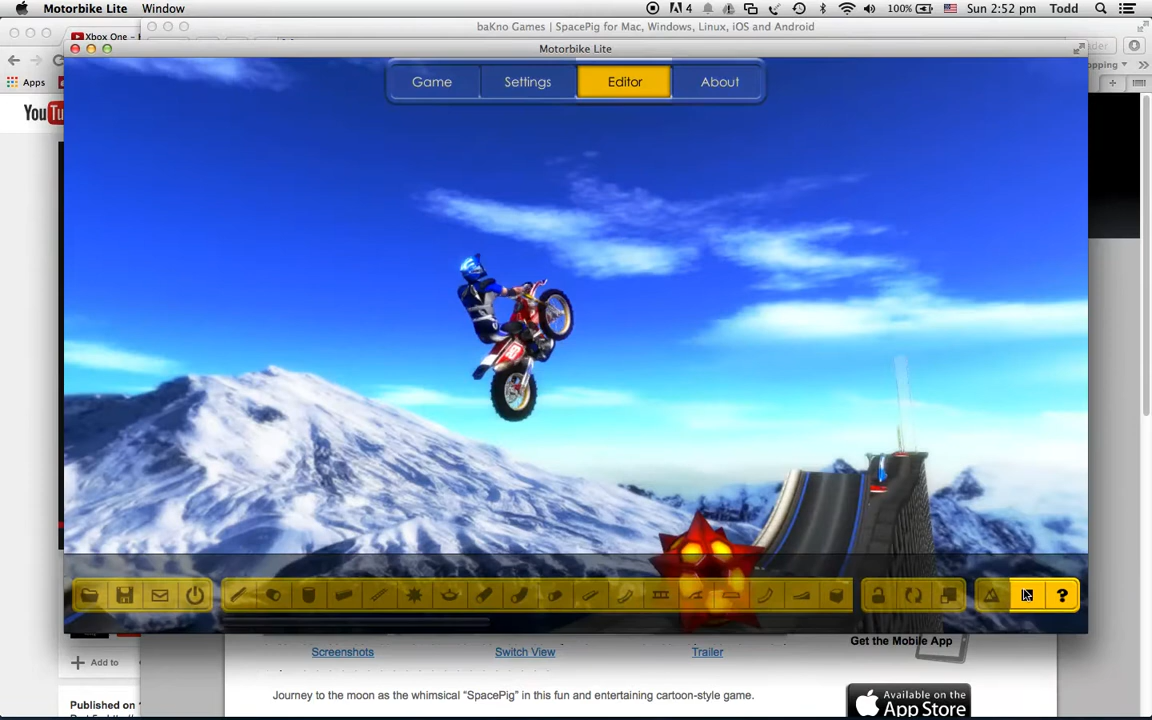 Motorbike Lite Window 4 100% Sun 2:52 pm Todd
baKno Games | SpacePig for Mac, Windows, Linux, iOS and Android
Xbox One -
Motorbike Lite
Apps
Game Settings Editor About
You
?
Get the Mobile App
Screenshots Switch View Trailer
Add to
Journey to the moon as the whimsical "SpacePig" in this fun and entertaining cartoon-style game.
Published on
Available on the
App Store